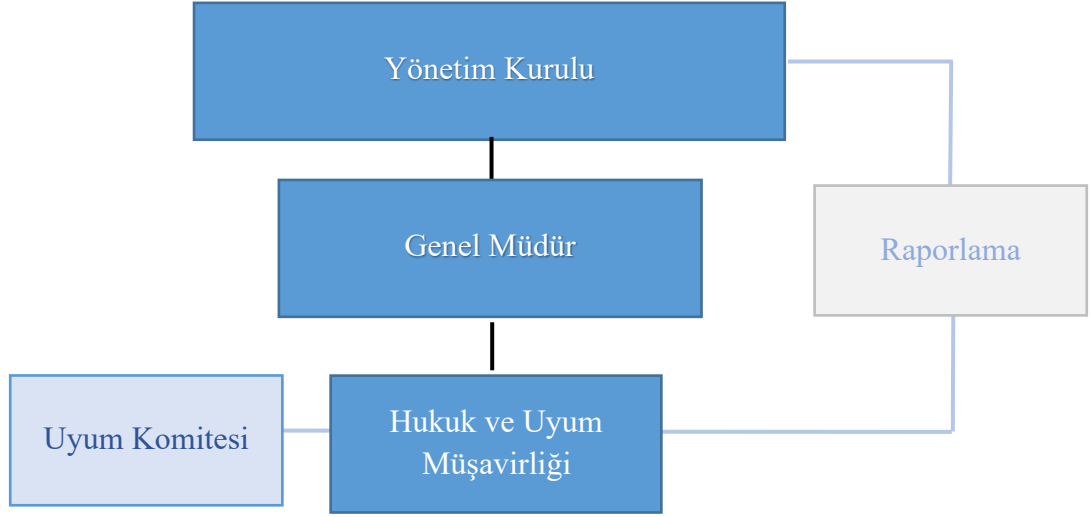 Yönetim Kurulu
Genel Müdür
Raporlama
Uyum Komitesi
Hukuk ve Uyum
Müşavirliği